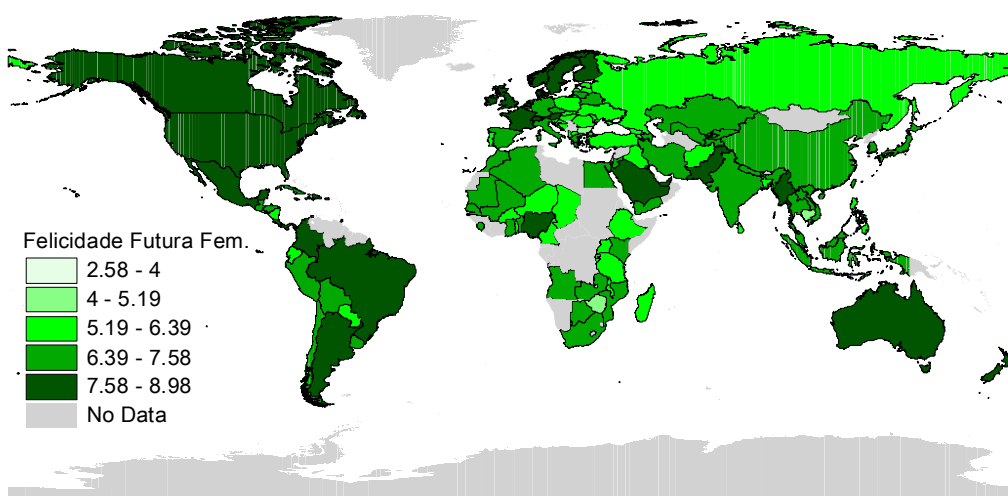 Felicidade Futura Fem.
2.58 - 4
4 - 5.19
5.19 - 6.39
6.39 - 7.58
7.58 - 8.98
No Data